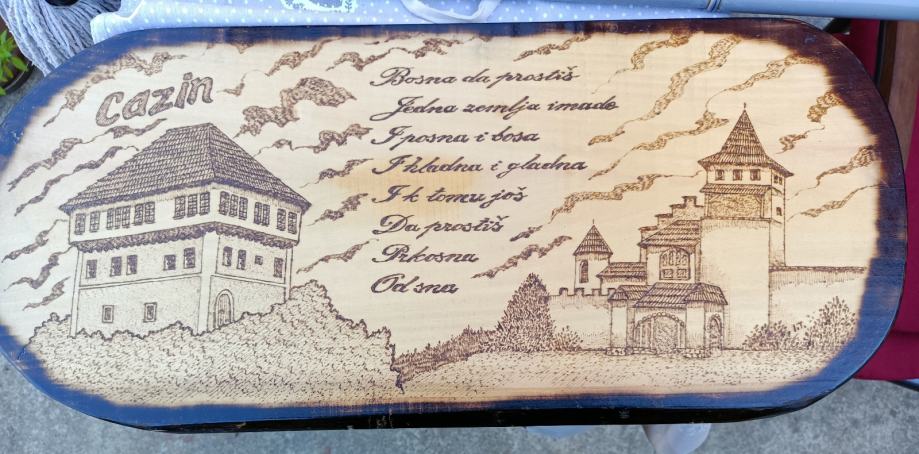 Cazin
Bosna da prostiš
Jedna zemlja imade
I posna i bosa
I hladna i gladna
I k tomu još
Da prostiš
Prkosna
Od sna